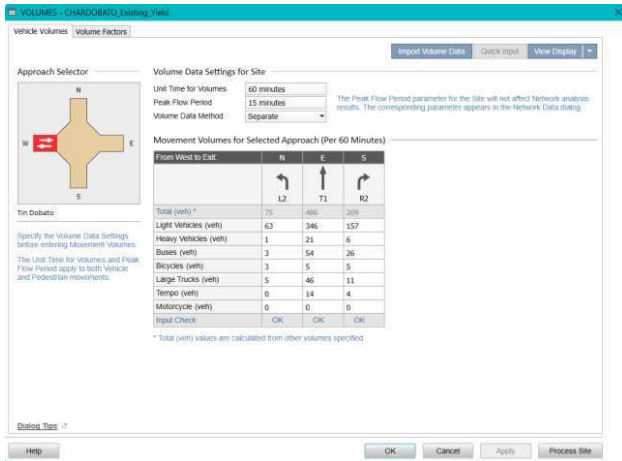 VOLUMES - CHARDOBATO_Existing_Yield
Vehicle Volumes Volume Factors
Import Volume Data Quick Input View Display
Approach Selector
N
W E
S
Tin Dobato
Specify the Volume Data Settings
before entering Movement Volumes.
The Unit Time for Volumes and Peak
Flow Period apply to both Vehicle
and Pedestrian movements.
Volume Data Settings for Site
Unit Time for Volumes 60 minutes
Peak Flow Period 15 minutes
Volume Data Method Separate
The Peak Flow Period parameter for the Site will not affect Network analysis
results. The corresponding parameter appears in the Network Data dialog.
Movement Volumes for Selected Approach (Per 60 Minutes)
From West to Exit: N E S
L2 T1 R2
Total (veh) * 75 486 209
Light Vehicles (veh) 63 346 157
Heavy Vehicles (veh) 1 21 6
Buses (veh) 3 54 26
Bicycles (veh) 3 5 5
Large Trucks (veh) 5 46 11
Tempo (veh) 0 14 4
Motorcycle (veh) 0 0 0
Input Check OK OK OK
* Total (veh) values are calculated from other volumes specified
Dialog Tips
Help OK Cancel Apply Process Site